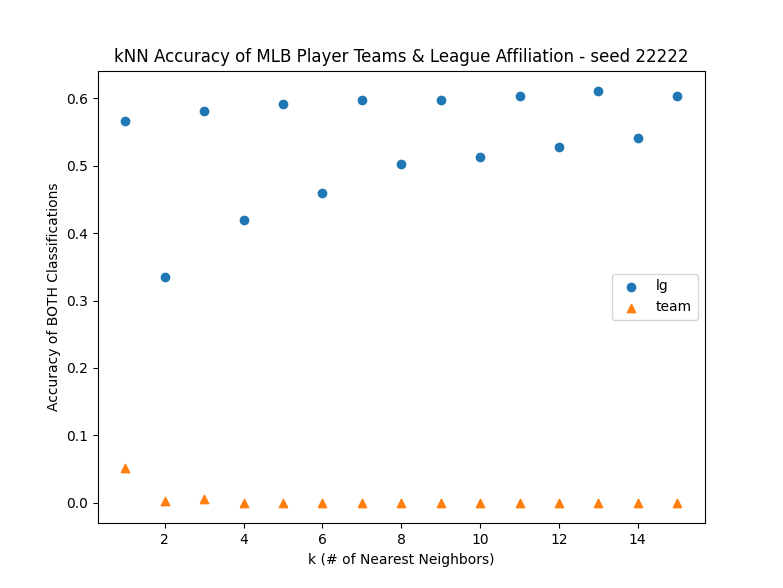 kNN Accuracy of MLB Player Teams & League Affiliation - seed 22222
Accuracy of BOTH Classifications
0.6
0.5
0.4
0.3
0.2
0.1
0.0
lg
team
2 4 6 8 10 12 14
k (# of Nearest Neighbors)